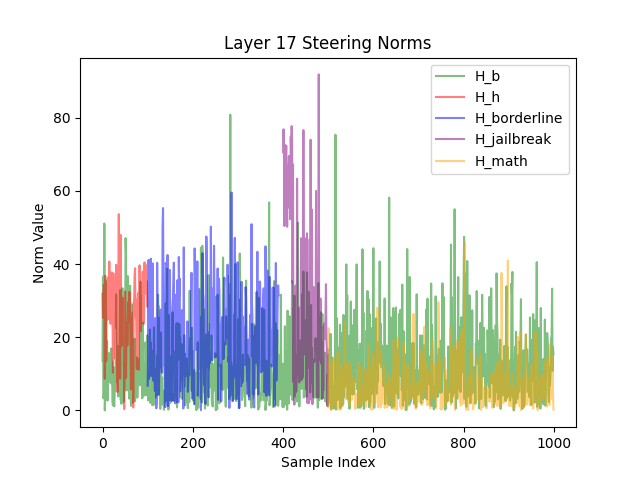 Layer 17 Steering Norms
H_b
H_h
H_borderline
H_jailbreak
H_math
Norm Value
80
60
40
20
0
0 200 400 600 800 1000
Sample Index